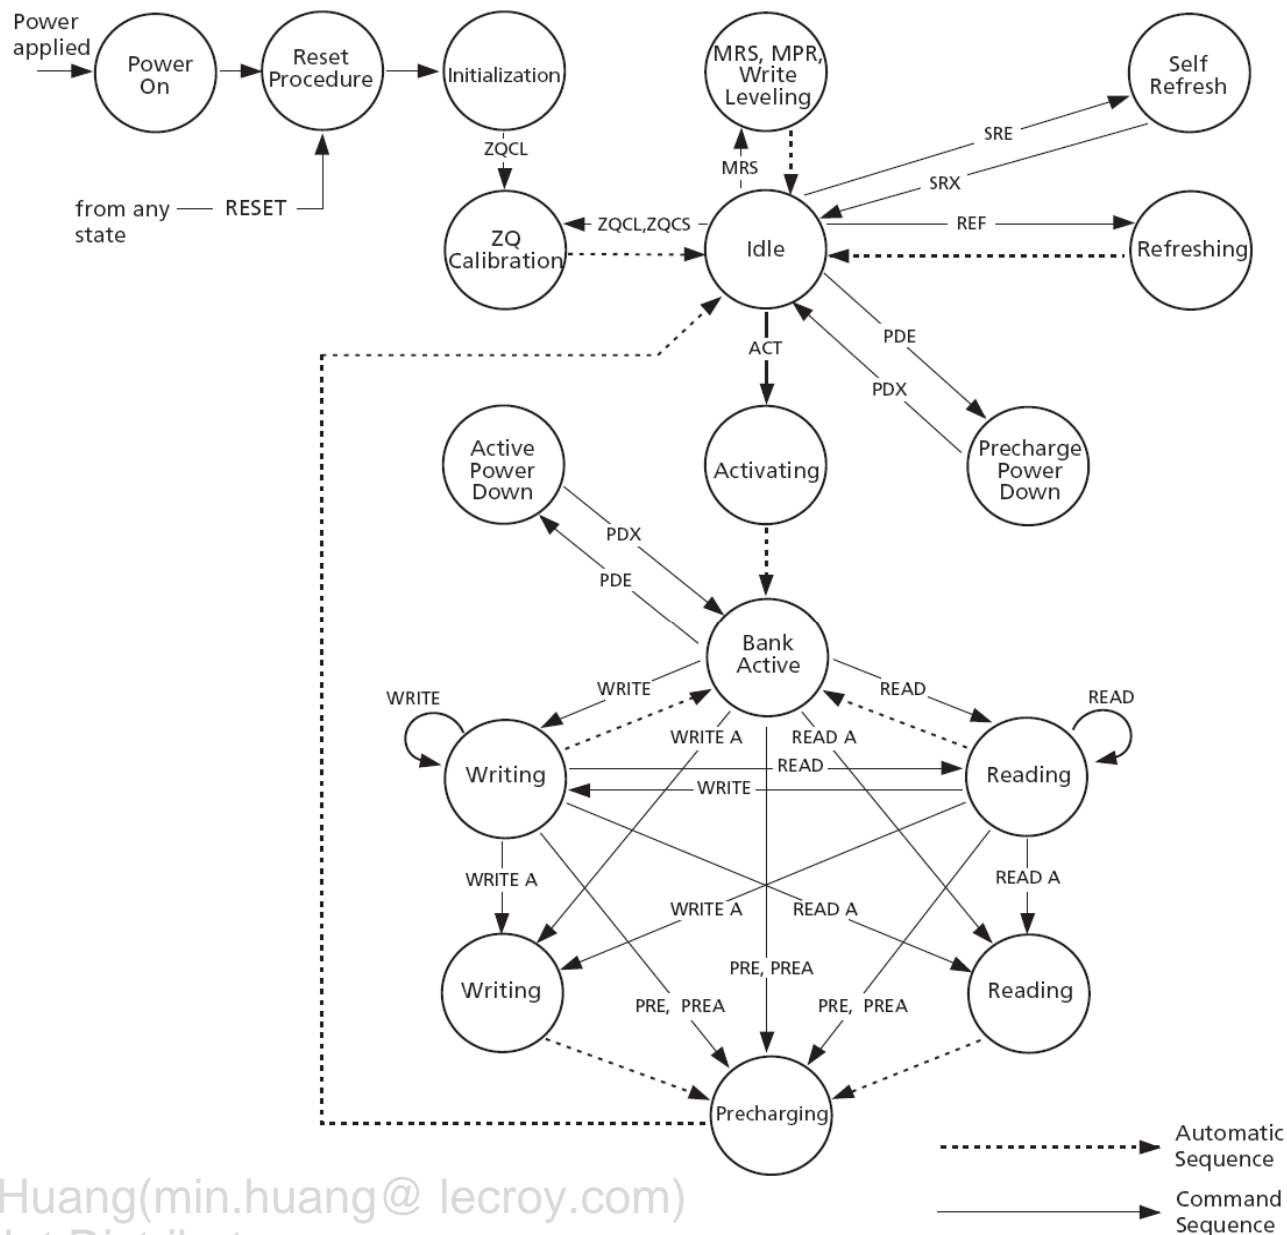 Power
applied
Power
On
Reset
Procedure
Initialization
MRS, MPR,
Write
Leveling
Self
Refresh
ZQCL
MRS
SRE
SRX
from any
state
RESET
ZQ
Calibration
ZQCL,ZQCS
Idle
REF
Refreshing
ACT
PDE
PDX
Active
Power
Down
Activating
Precharge
Power
Down
PDX
PDE
Bank
Active
WRITE
READ
WRITE
READ
WRITE A
READ A
Writing
READ
WRITE
Reading
WRITE A
READ A
WRITE A
READ A
Writing
PRE, PREA
Reading
PRE, PREA
PRE, PREA
Precharging
Automatic
Sequence
Command
Sequence
Huang(min.huang@ lecroy.com)